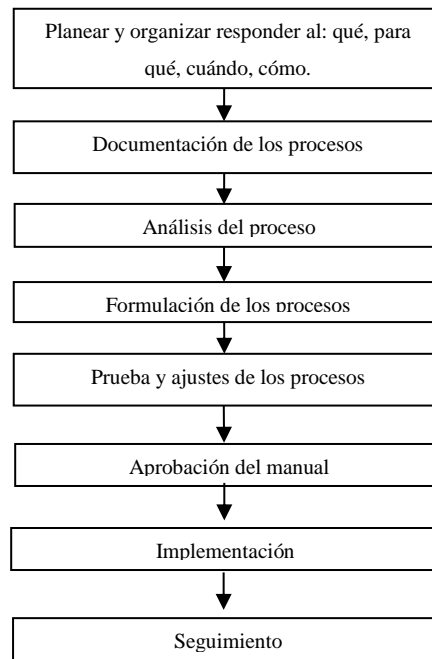 Planear y organizar responder al: qué, para
qué, cuándo, cómo.
Documentación de los procesos
Análisis del proceso
Formulación de los procesos
Prueba y ajustes de los procesos
Aprobación del manual
Implementación
Seguimiento